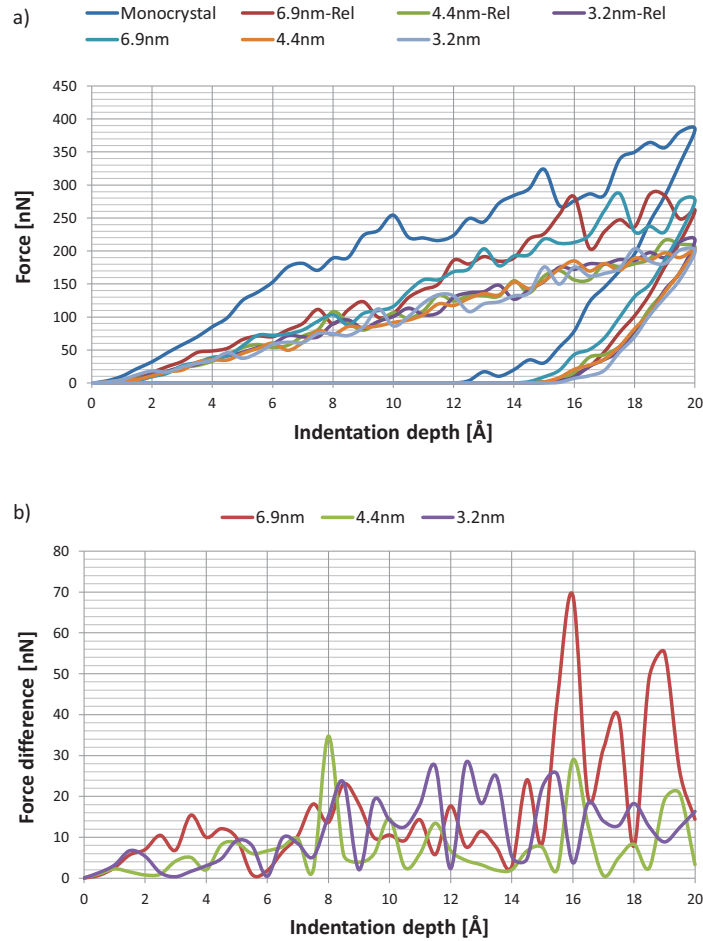 a)
Monocrystal 6.9nm-Rel 4.4nm-Rel 3.2nm-Rel
6.9nm 4.4nm 3.2nm
450
400
350
300
250
200
150
100
50
0
Force [nN]
0 2 4 6 8 10 12 14 16 18 20
Indentation depth [Å]
b)
6.9nm 4.4nm 3.2nm
80
70
60
50
40
30
20
10
0
Force difference [nN]
0 2 4 6 8 10 12 14 16 18 20
Indentation depth [Å]